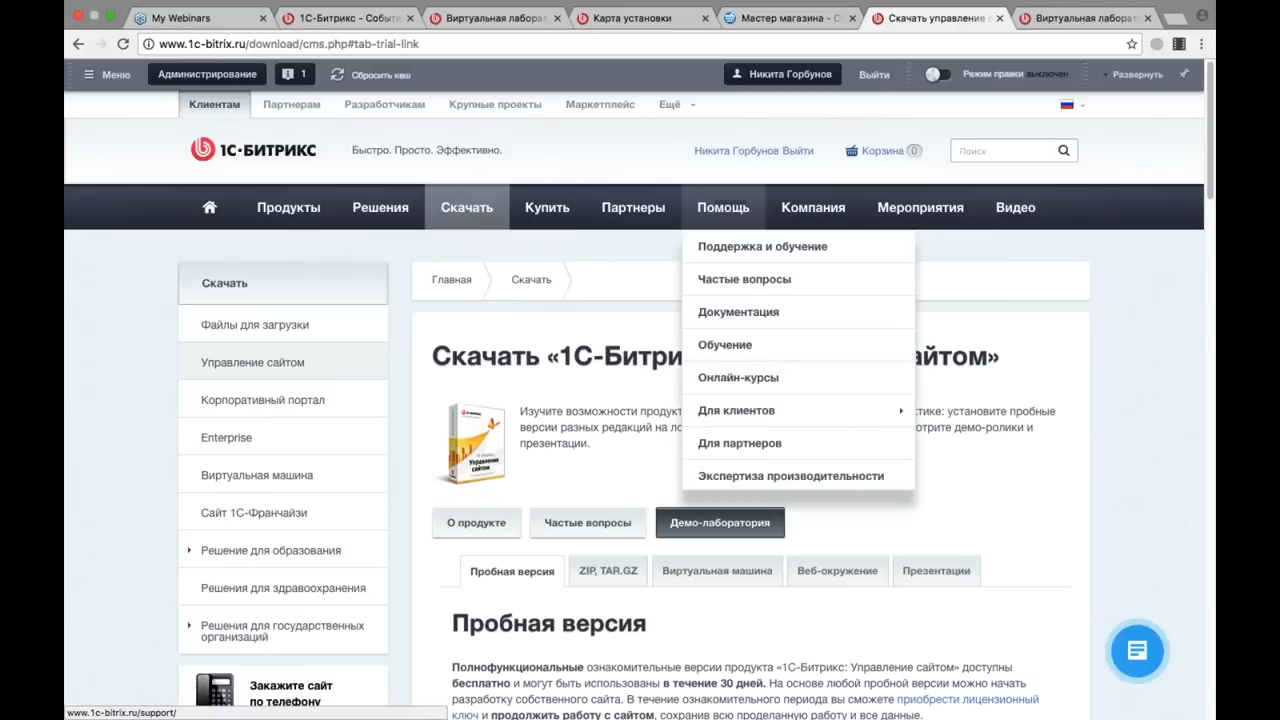 My Webinars
1С-Битрикс - Событи
Виртуальная лаборат
Карта установки
Мастер магазина - С
Скачать управление
Виртуальная лаборат
www.1c-bitrix.ru/download/cms.php#tab-trial-link
Меню
Администрирование
1
Сбросить кеш
Никита Горбунов
Выйти
Режим правки выключен
Развернуть
Клиентам
Партнерам
Разработчикам
Крупные проекты
Маркетплейс
Ещё
1С·БИТРИКС
Быстро. Просто. Эффективно.
Никита Горбунов Выйти
Корзина 0
Поиск
Продукты
Решения
Скачать
Купить
Партнеры
Помощь
Компания
Мероприятия
Видео
Поддержка и обучение
Частые вопросы
Документация
Обучение
Онлайн-курсы
Для клиентов
Для партнеров
Экспертиза производительности
Скачать
Файлы для загрузки
Управление сайтом
Корпоративный портал
Enterprise
Виртуальная машина
Сайт 1С-Франчайзи
Решение для образования
Решения для здравоохранения
Решения для государственных
организаций
Закажите сайт
по телефону
Главная
Скачать
Скачать «1С-Битри айтом»
Изучите возможности продукт ктике: установите пробные
версии разных редакций на ло отрите демо-ролики и
презентации.
Управление сайтом
О продукте
Частые вопросы
Демо-лаборатория
Пробная версия
ZIP, TAR.GZ
Виртуальная машина
Веб-окружение
Презентации
Пробная версия
Полнофункциональные ознакомительные версии продукта «1С-Битрикс: Управление сайтом» доступны
бесплатно и могут быть использованы в течение 30 дней. На основе любой пробной версии можно начать
разработку собственного сайта. В течение ознакомительного периода вы сможете приобрести лицензионный
ключ и продолжить работу с сайтом, сохранив всю проделанную работу и все данные.
www.1c-bitrix.ru/support/